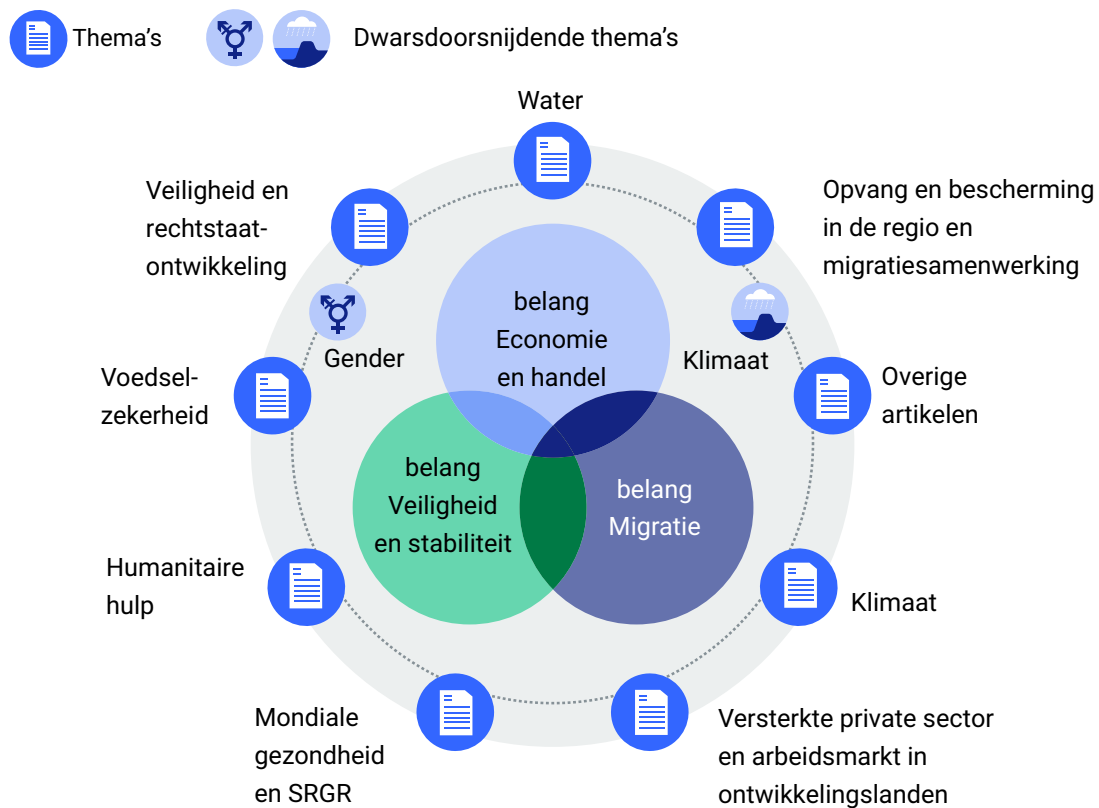 Thema's
Dwarsdoorsnijdende thema's
Water
Veiligheid en
rechtstaat-
ontwikkeling
Opvang en bescherming
in de regio en
migratiesamenwerking
belang
Economie
en handel
Gender
Klimaat
Voedsel-
zekerheid
Overige
artikelen
belang
Veiligheid
en stabiliteit
belang
Migratie
Humanitaire
hulp
Klimaat
Mondiale
gezondheid
en SRGR
Versterkte private sector
en arbeidsmarkt in
ontwikkelingslanden